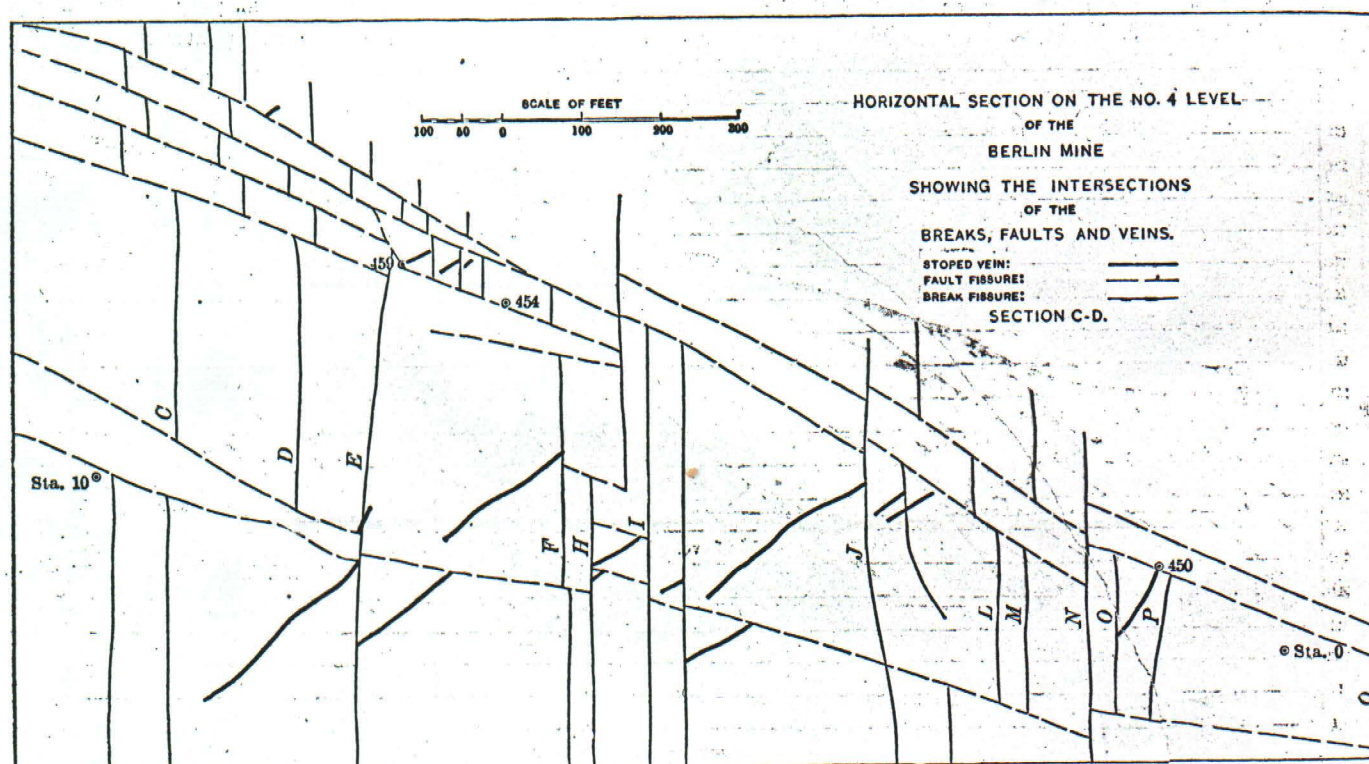 SCALE OF FEET
100 50 0 100 200 300
HORIZONTAL SECTION ON THE NO. 4 LEVEL
OF THE
BERLIN MINE
SHOWING THE INTERSECTIONS
OF THE
BREAKS, FAULTS AND VEINS.
STOPED VEIN:
FAULT FISSURE:
BREAK FISSURE:
SECTION C-D.
459
454
C
D
E
Sta. 10
F
H
I
J
L
M
N
O
P
450
Sta. 0
Q